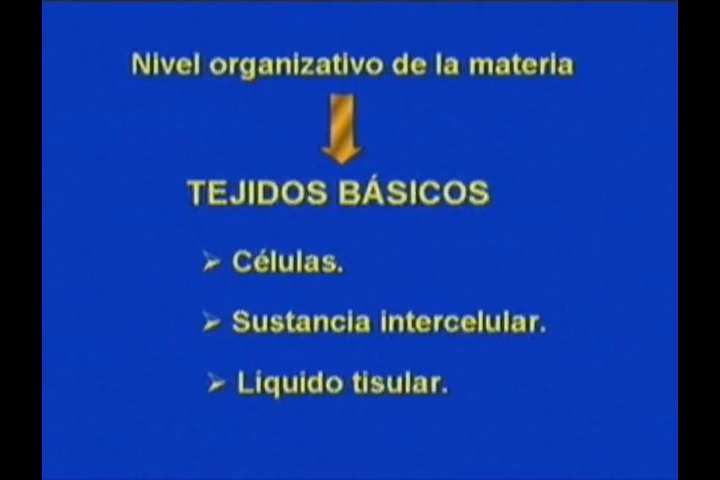 Nivel organizativo de la materia
TEJIDOS BÁSICOS
➢ Células.
➢ Sustancia intercelular.
➢ Liquido tisular.